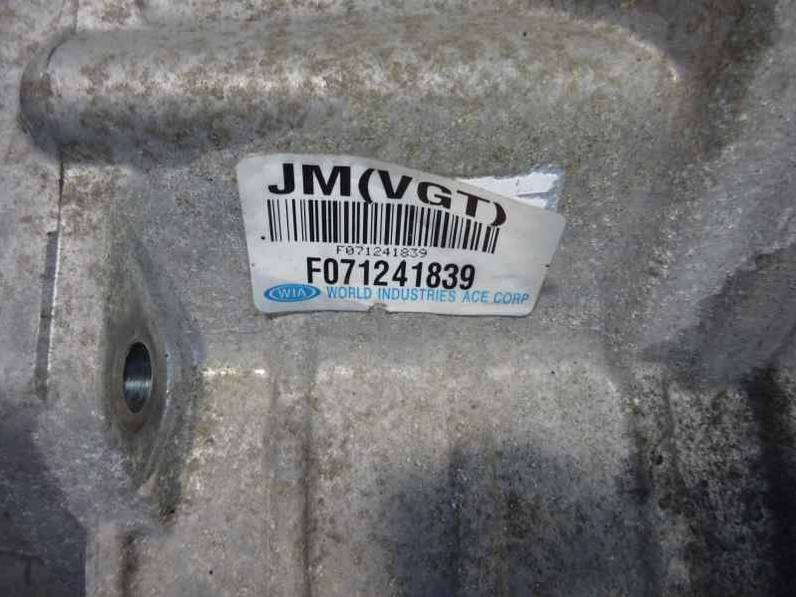 JM(VGT)
F071241839
F071241839
WIA WORLD INDUSTRIES ACE CORP